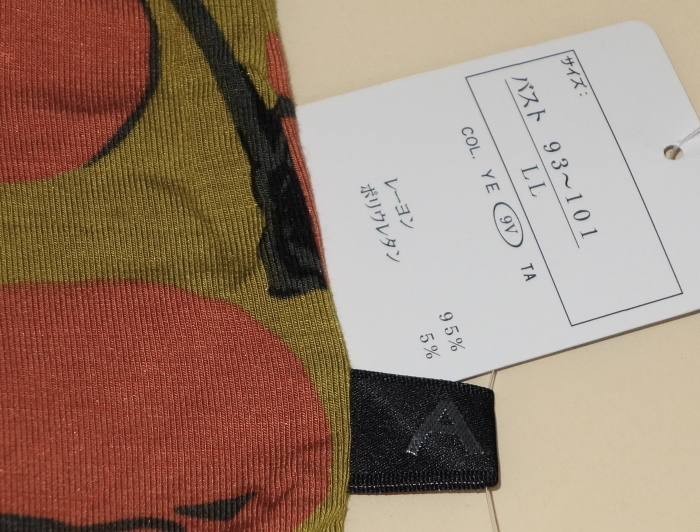 サイズ:
バスト 93~101
LL
COL. YE 9V TA
レーヨン 95%
ポリウレタン 5%
A